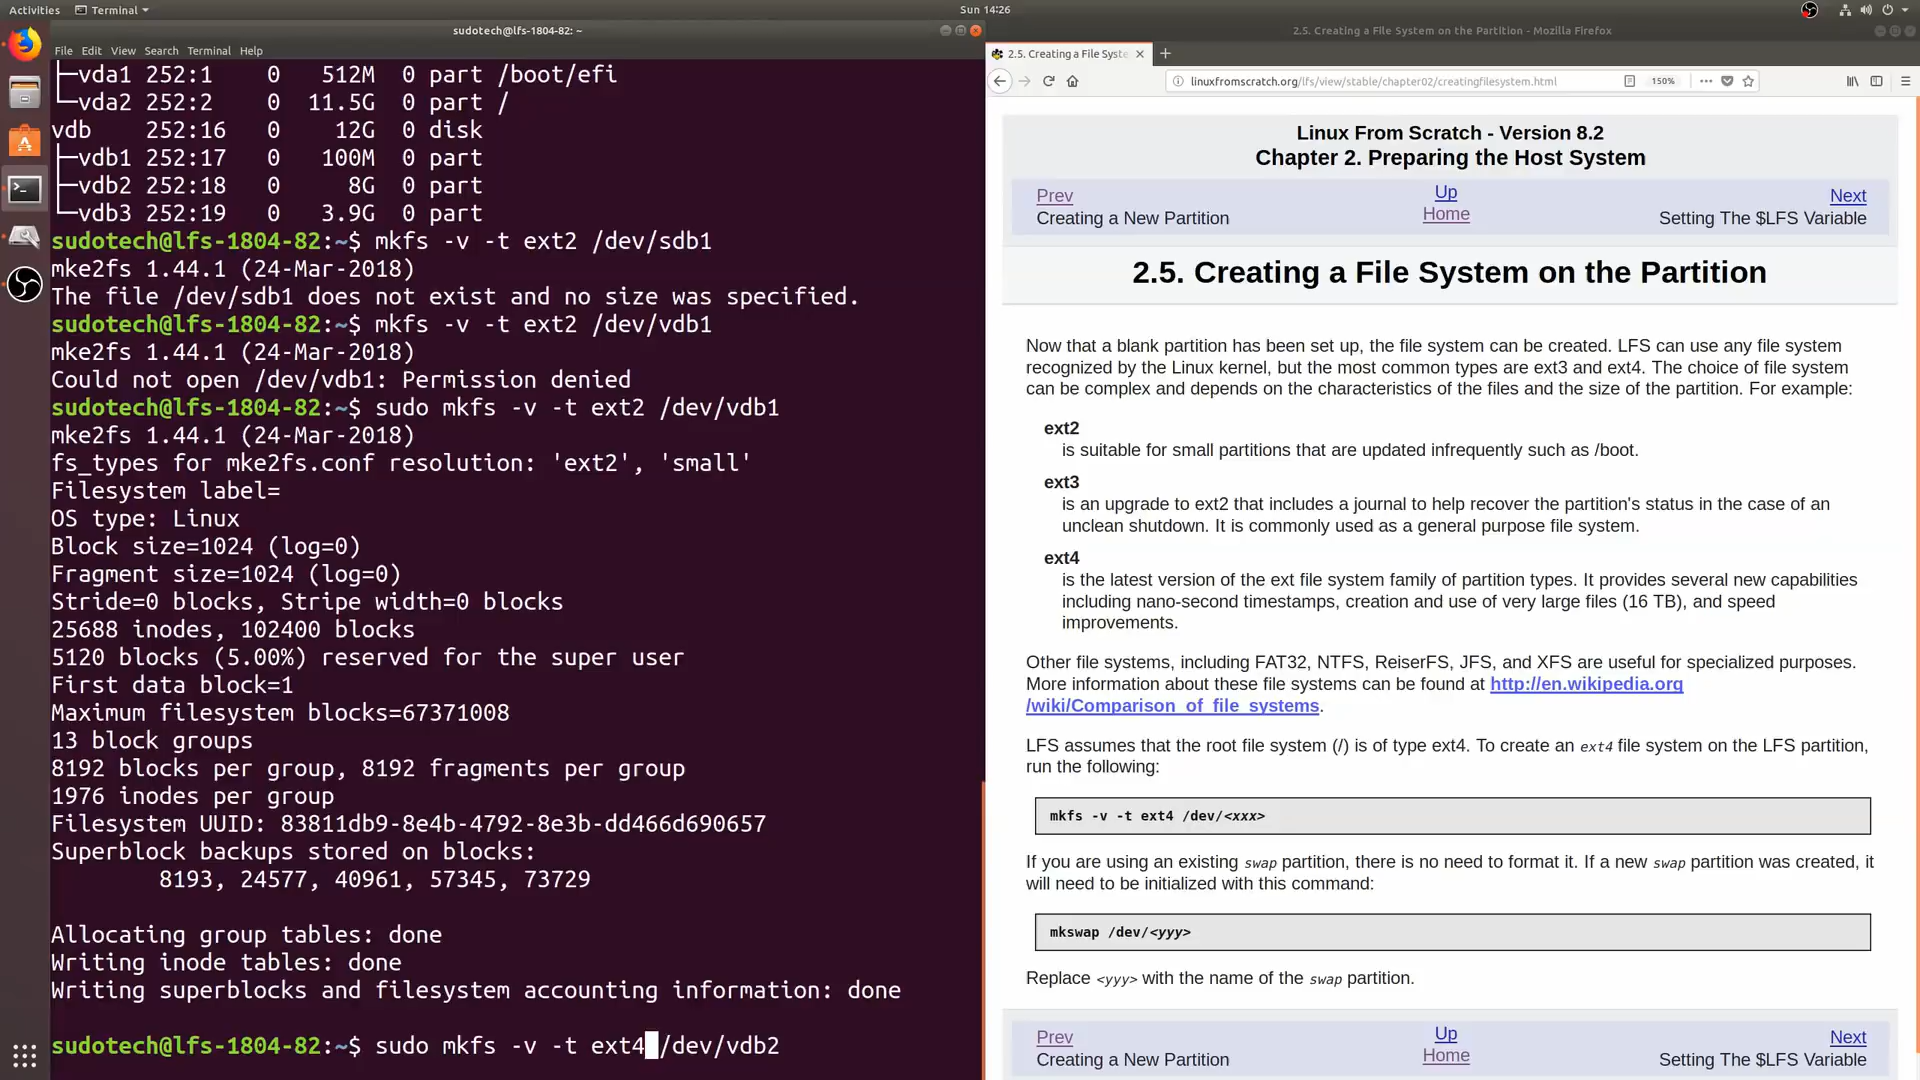 Activities
Terminal
Sun 14:26
sudotech@lfs-1804-82: ~
File Edit View Search Terminal Help
├─vda1 252:1 0 512M 0 part /boot/efi
└─vda2 252:2 0 11.5G 0 part /
vdb 252:16 0 12G 0 disk
├─vdb1 252:17 0 100M 0 part
├─vdb2 252:18 0 8G 0 part
└─vdb3 252:19 0 3.9G 0 part
sudotech@lfs-1804-82:~$ mkfs -v -t ext2 /dev/sdb1
mke2fs 1.44.1 (24-Mar-2018)
The file /dev/sdb1 does not exist and no size was specified.
sudotech@lfs-1804-82:~$ mkfs -v -t ext2 /dev/vdb1
mke2fs 1.44.1 (24-Mar-2018)
Could not open /dev/vdb1: Permission denied
sudotech@lfs-1804-82:~$ sudo mkfs -v -t ext2 /dev/vdb1
mke2fs 1.44.1 (24-Mar-2018)
fs_types for mke2fs.conf resolution: 'ext2', 'small'
Filesystem label=
OS type: Linux
Block size=1024 (log=0)
Fragment size=1024 (log=0)
Stride=0 blocks, Stripe width=0 blocks
25688 inodes, 102400 blocks
5120 blocks (5.00%) reserved for the super user
First data block=1
Maximum filesystem blocks=67371008
13 block groups
8192 blocks per group, 8192 fragments per group
1976 inodes per group
Filesystem UUID: 83811db9-8e4b-4792-8e3b-dd466d690657
Superblock backups stored on blocks:
8193, 24577, 40961, 57345, 73729
Allocating group tables: done
Writing inode tables: done
Writing superblocks and filesystem accounting information: done
sudotech@lfs-1804-82:~$ sudo mkfs -v -t ext4 /dev/vdb2
2.5. Creating a File System on the Partition - Mozilla Firefox
2.5. Creating a File Syste
linuxfromscratch.org/lfs/view/stable/chapter02/creatingfilesystem.html
150%
Linux From Scratch - Version 8.2
Chapter 2. Preparing the Host System
Prev Up Next
Creating a New Partition Home Setting The $LFS Variable
2.5. Creating a File System on the Partition
Now that a blank partition has been set up, the file system can be created. LFS can use any file system
recognized by the Linux kernel, but the most common types are ext3 and ext4. The choice of file system
can be complex and depends on the characteristics of the files and the size of the partition. For example:
ext2
is suitable for small partitions that are updated infrequently such as /boot.
ext3
is an upgrade to ext2 that includes a journal to help recover the partition's status in the case of an
unclean shutdown. It is commonly used as a general purpose file system.
ext4
is the latest version of the ext file system family of partition types. It provides several new capabilities
including nano-second timestamps, creation and use of very large files (16 TB), and speed
improvements.
Other file systems, including FAT32, NTFS, ReiserFS, JFS, and XFS are useful for specialized purposes.
More information about these file systems can be found at http://en.wikipedia.org
/wiki/Comparison_of_file_systems.
LFS assumes that the root file system (/) is of type ext4. To create an ext4 file system on the LFS partition,
run the following:
mkfs -v -t ext4 /dev/<xxx>
If you are using an existing swap partition, there is no need to format it. If a new swap partition was created, it
will need to be initialized with this command:
mkswap /dev/<yyy>
Replace <yyy> with the name of the swap partition.
Prev Up Next
Creating a New Partition Home Setting The $LFS Variable